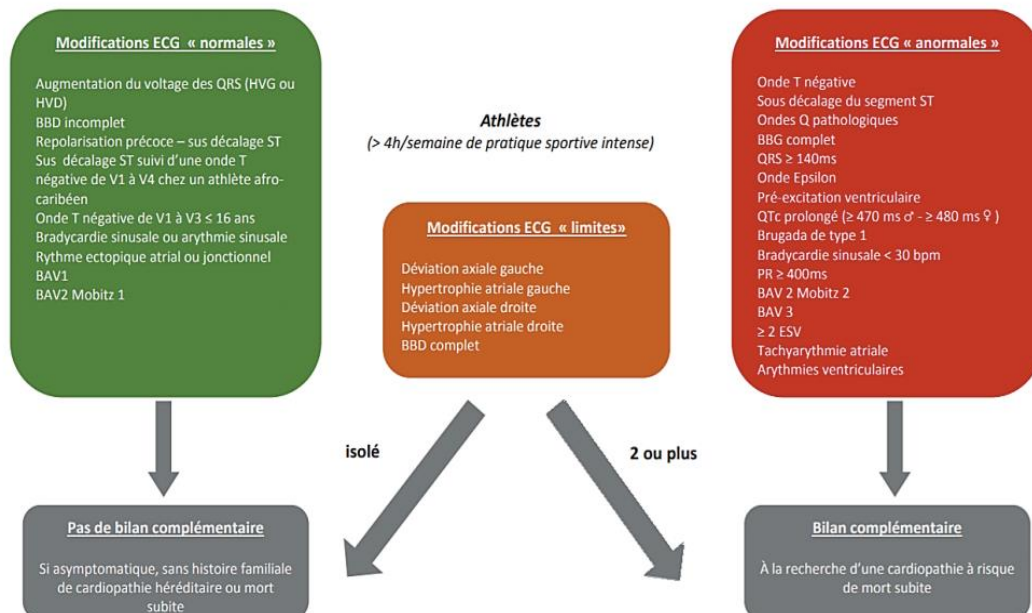 Modifications ECG « normales »
Augmentation du voltage des QRS (HVG ou
HVD)
BBD incomplet
Repolarisation précoce – sus décalage ST
Sus décalage ST suivi d'une onde T
négative de V1 à V4 chez un athlète afro-
caribéen
Onde T négative de V1 à V3 ≤ 16 ans
Bradycardie sinusale ou arythmie sinusale
Rythme ectopique atrial ou jonctionnel
BAV1
BAV2 Mobitz 1
Athlètes
(> 4h/semaine de pratique sportive intense)
Modifications ECG « limites»
Déviation axiale gauche
Hypertrophie atriale gauche
Déviation axiale droite
Hypertrophie atriale droite
BBD complet
Modifications ECG « anormales »
Onde T négative
Sous décalage du segment ST
Ondes Q pathologiques
BBG complet
QRS ≥ 140ms
Onde Epsilon
Pré-excitation ventriculaire
QTc prolongé (≥ 470 ms ♂ - ≥ 480 ms ♀ )
Brugada de type 1
Bradycardie sinusale < 30 bpm
PR ≥ 400ms
BAV 2 Mobitz 2
BAV 3
≥ 2 ESV
Tachyarythmie atriale
Arythmies ventriculaires
isolé
2 ou plus
Pas de bilan complémentaire
Si asymptomatique, sans histoire familiale
de cardiopathie héréditaire ou mort
subite
Bilan complémentaire
À la recherche d'une cardiopathie à risque
de mort subite